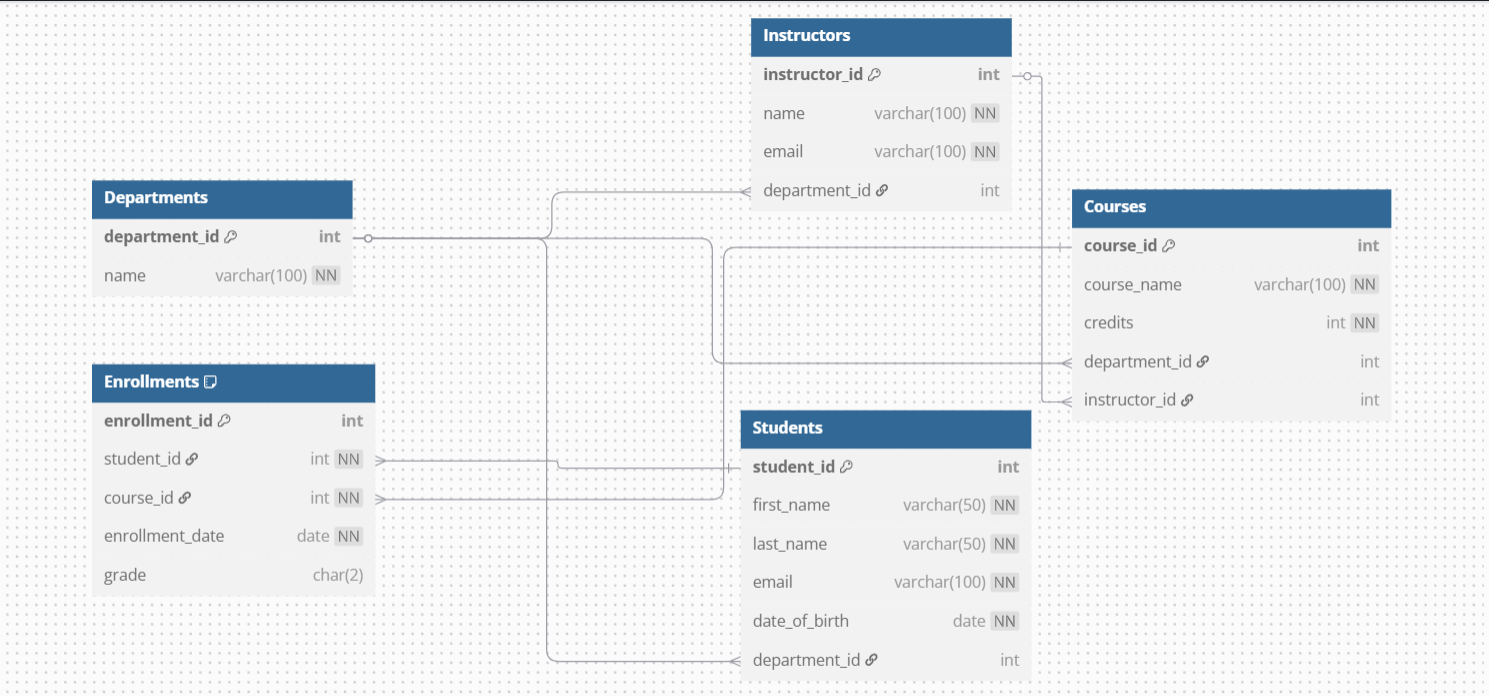 Instructors
instructor_id int
name varchar(100) NN
email varchar(100) NN
department_id int
Departments
department_id int
name varchar(100) NN
Courses
course_id int
course_name varchar(100) NN
credits int NN
department_id int
instructor_id int
Enrollments
enrollment_id int
student_id int NN
course_id int NN
enrollment_date date NN
grade char(2)
Students
student_id int
first_name varchar(50) NN
last_name varchar(50) NN
email varchar(100) NN
date_of_birth date NN
department_id int